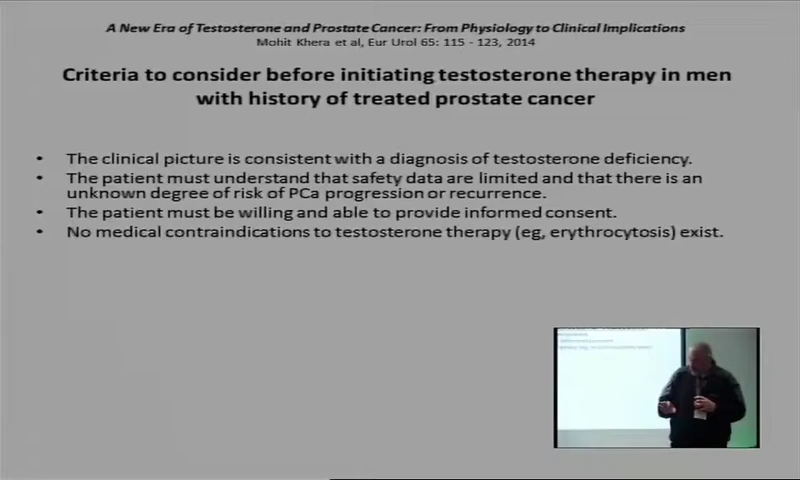 A New Era of Testosterone and Prostate Cancer: From Physiology to Clinical Implications
Mohit Khera et al, Eur Urol 65: 115 - 123, 2014
Criteria to consider before initiating testosterone therapy in men
with history of treated prostate cancer
• The clinical picture is consistent with a diagnosis of testosterone deficiency.
• The patient must understand that safety data are limited and that there is an
unknown degree of risk of PCa progression or recurrence.
• The patient must be willing and able to provide informed consent.
• No medical contraindications to testosterone therapy (eg, erythrocytosis) exist.